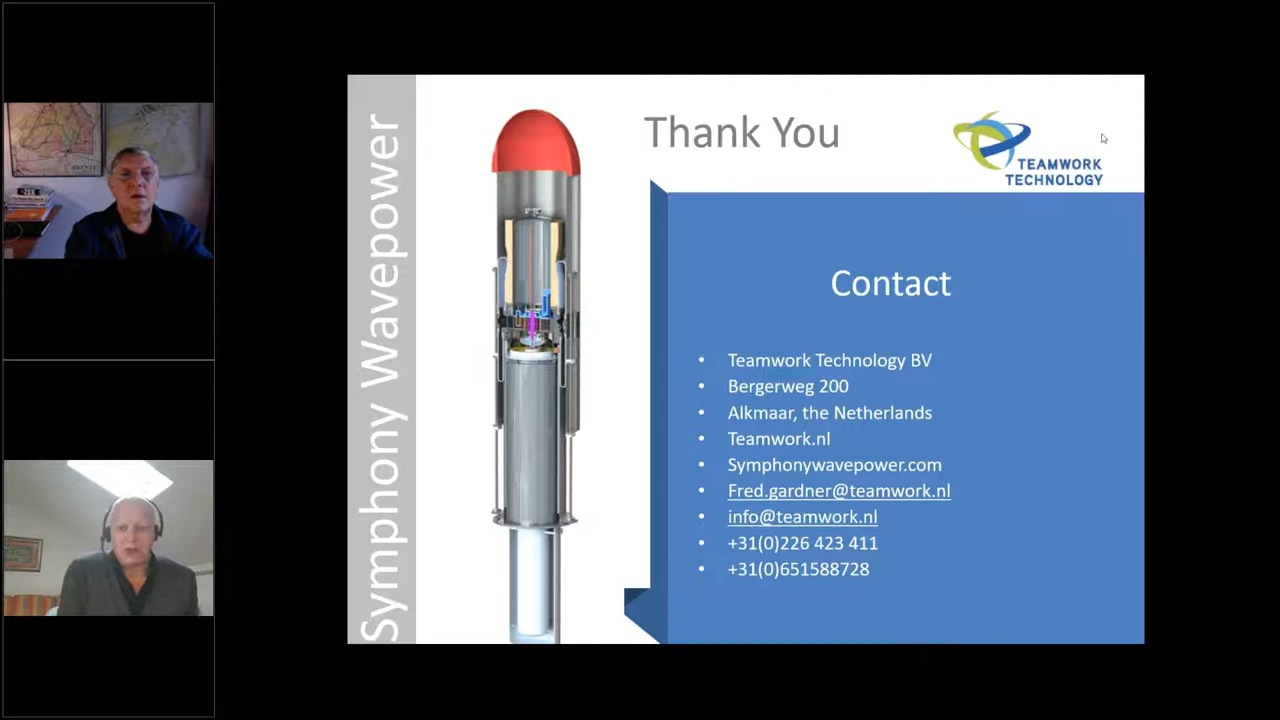 Symphony Wavepower
Thank You
TEAMWORK
TECHNOLOGY
Contact
• Teamwork Technology BV
• Bergerweg 200
• Alkmaar, the Netherlands
• Teamwork.nl
• Symphonywavepower.com
• Fred.gardner@teamwork.nl
• info@teamwork.nl
• +31(0)226 423 411
• +31(0)651588728